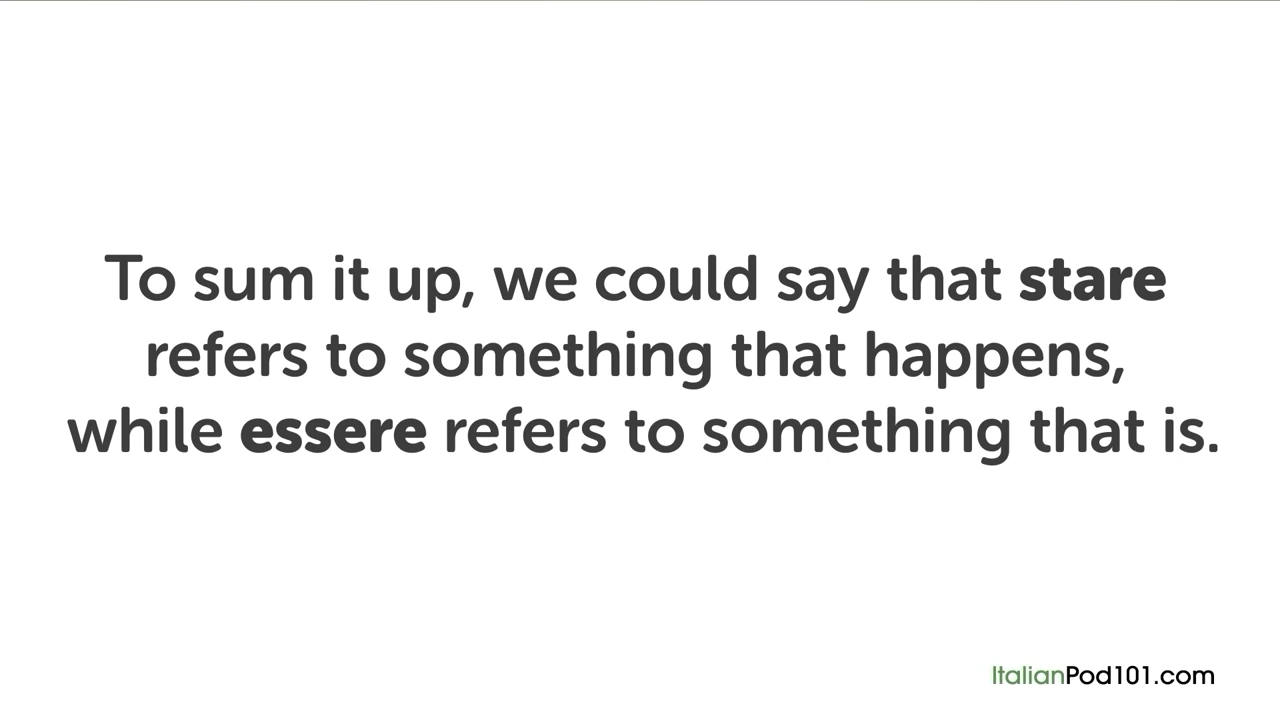 To sum it up, we could say that stare
refers to something that happens,
while essere refers to something that is.
ItalianPod101.com